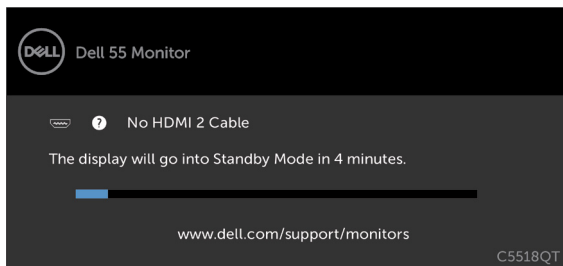 DELL
Dell 55 Monitor
? No HDMI 2 Cable
The display will go into Standby Mode in 4 minutes.
www.dell.com/support/monitors
C5518QT